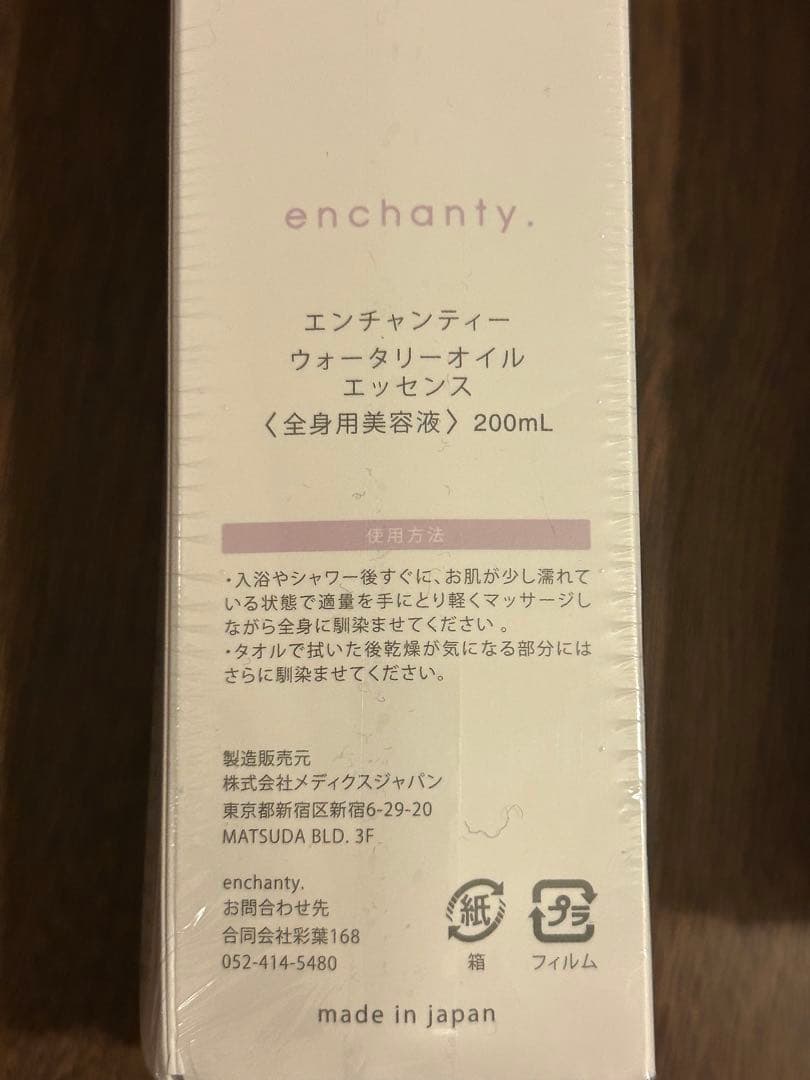 enchanty.
エンチャンティー
ウォータリーオイル
エッセンス
〈全身用美容液〉200mL
使用方法
・入浴やシャワー後すぐに、お肌が少し濡れて
いる状態で適量を手にとり軽くマッサージし
ながら全身に馴染ませてください 。
・タオルで拭いた後乾燥が気になる部分には
さらに馴染ませてください。
製造販売元
株式会社メディクスジャパン
東京都新宿区新宿6-29-20
MATSUDA BLD. 3F
enchanty.
お問合わせ先
合同会社彩葉168
052-414-5480
紙
箱
プラ
フィルム
made in japan